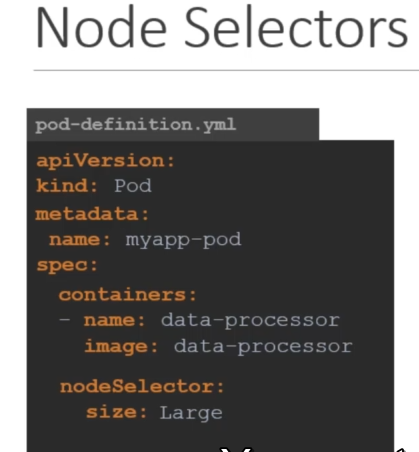 Node Selectors
pod-definition.yml
apiVersion:
kind: Pod
metadata:
name: myapp-pod
spec:
containers:
- name: data-processor
image: data-processor
nodeSelector:
size: Large